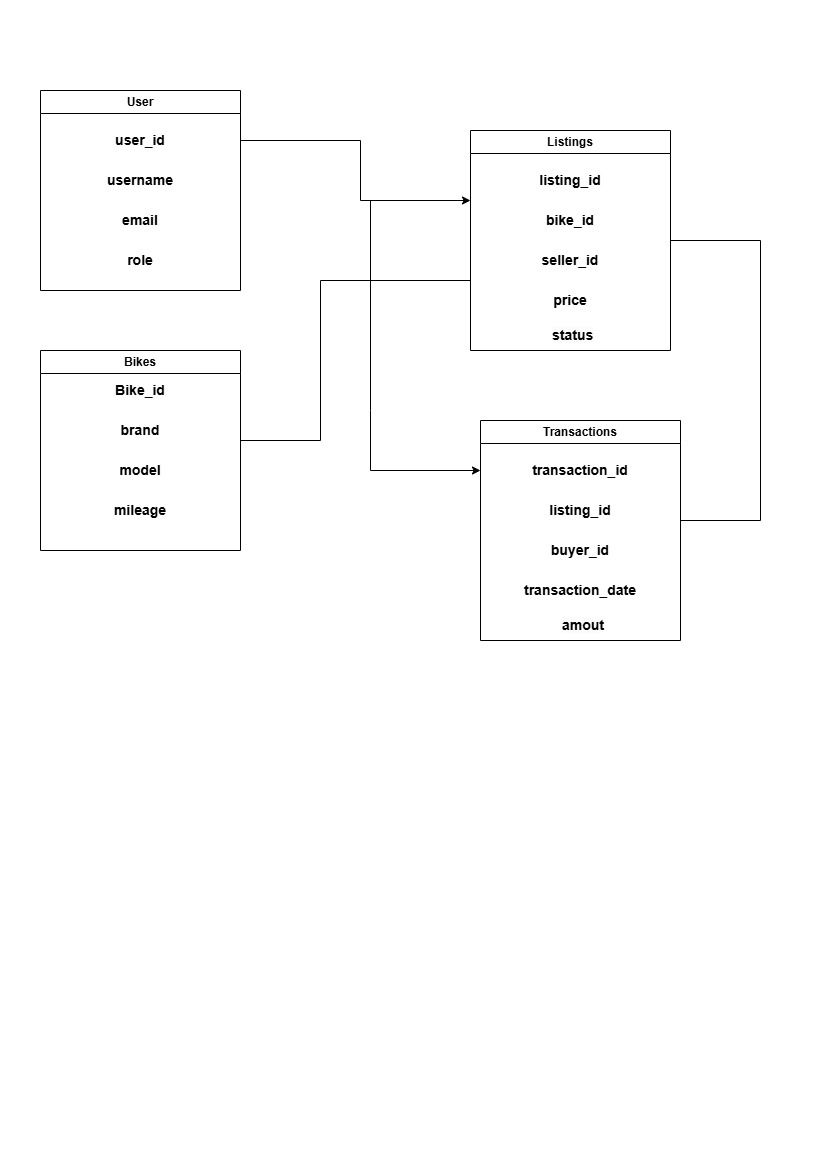 User
user_id
username
email
role
Listings
listing_id
bike_id
seller_id
price
status
Bikes
Bike_id
brand
model
mileage
Transactions
transaction_id
listing_id
buyer_id
transaction_date
amout